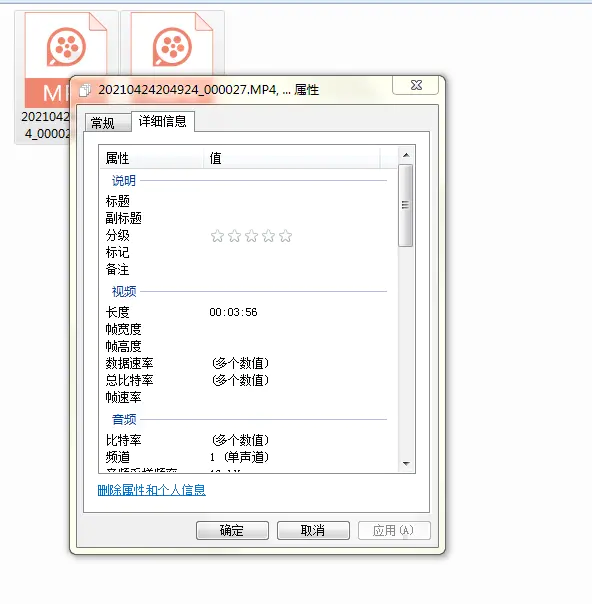 MP
2021042
4_00002
20210424204924_000027.MP4, ... 属性
常规 详细信息
属性 值
说明
标题
副标题
分级
标记
备注
视频
长度 00:03:56
帧宽度
帧高度
数据速率 (多个数值)
总比特率 (多个数值)
帧速率
音频
比特率 (多个数值)
频道 1 (单声道)
删除属性和个人信息
确定 取消 应用(A)